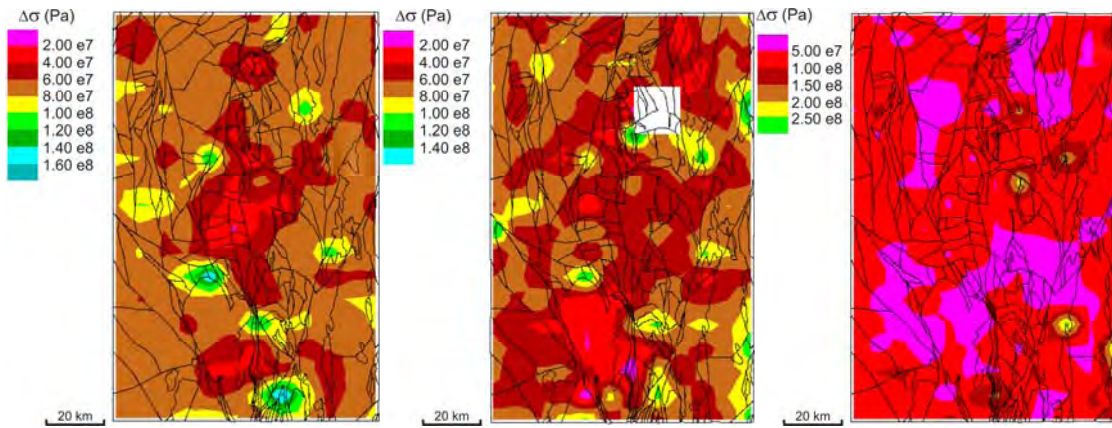 Δσ (Pa)
2.00 e7
4.00 e7
6.00 e7
8.00 e7
1.00 e8
1.20 e8
1.40 e8
1.60 e8
20 km
Δσ (Pa)
2.00 e7
4.00 e7
6.00 e7
8.00 e7
1.00 e8
1.20 e8
1.40 e8
20 km
Δσ (Pa)
5.00 e7
1.00 e8
2.00 e8
2.50 e8
20 km